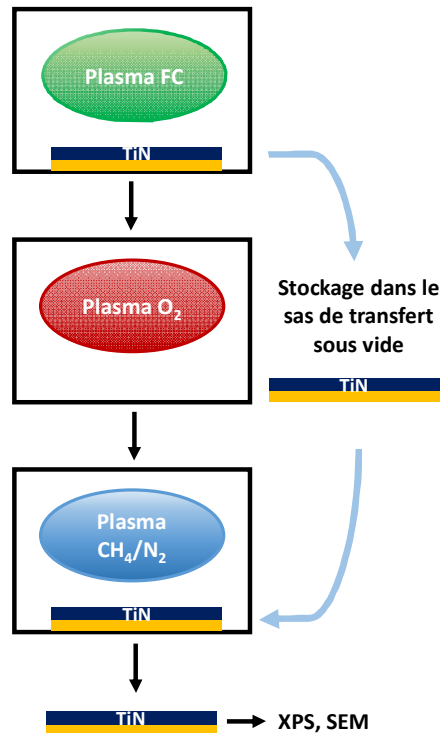 Plasma FC
TiN
Plasma O₂
Stockage dans le
sas de transfert
sous vide
TiN
Plasma
CH₄/N₂
TiN
TiN
XPS, SEM